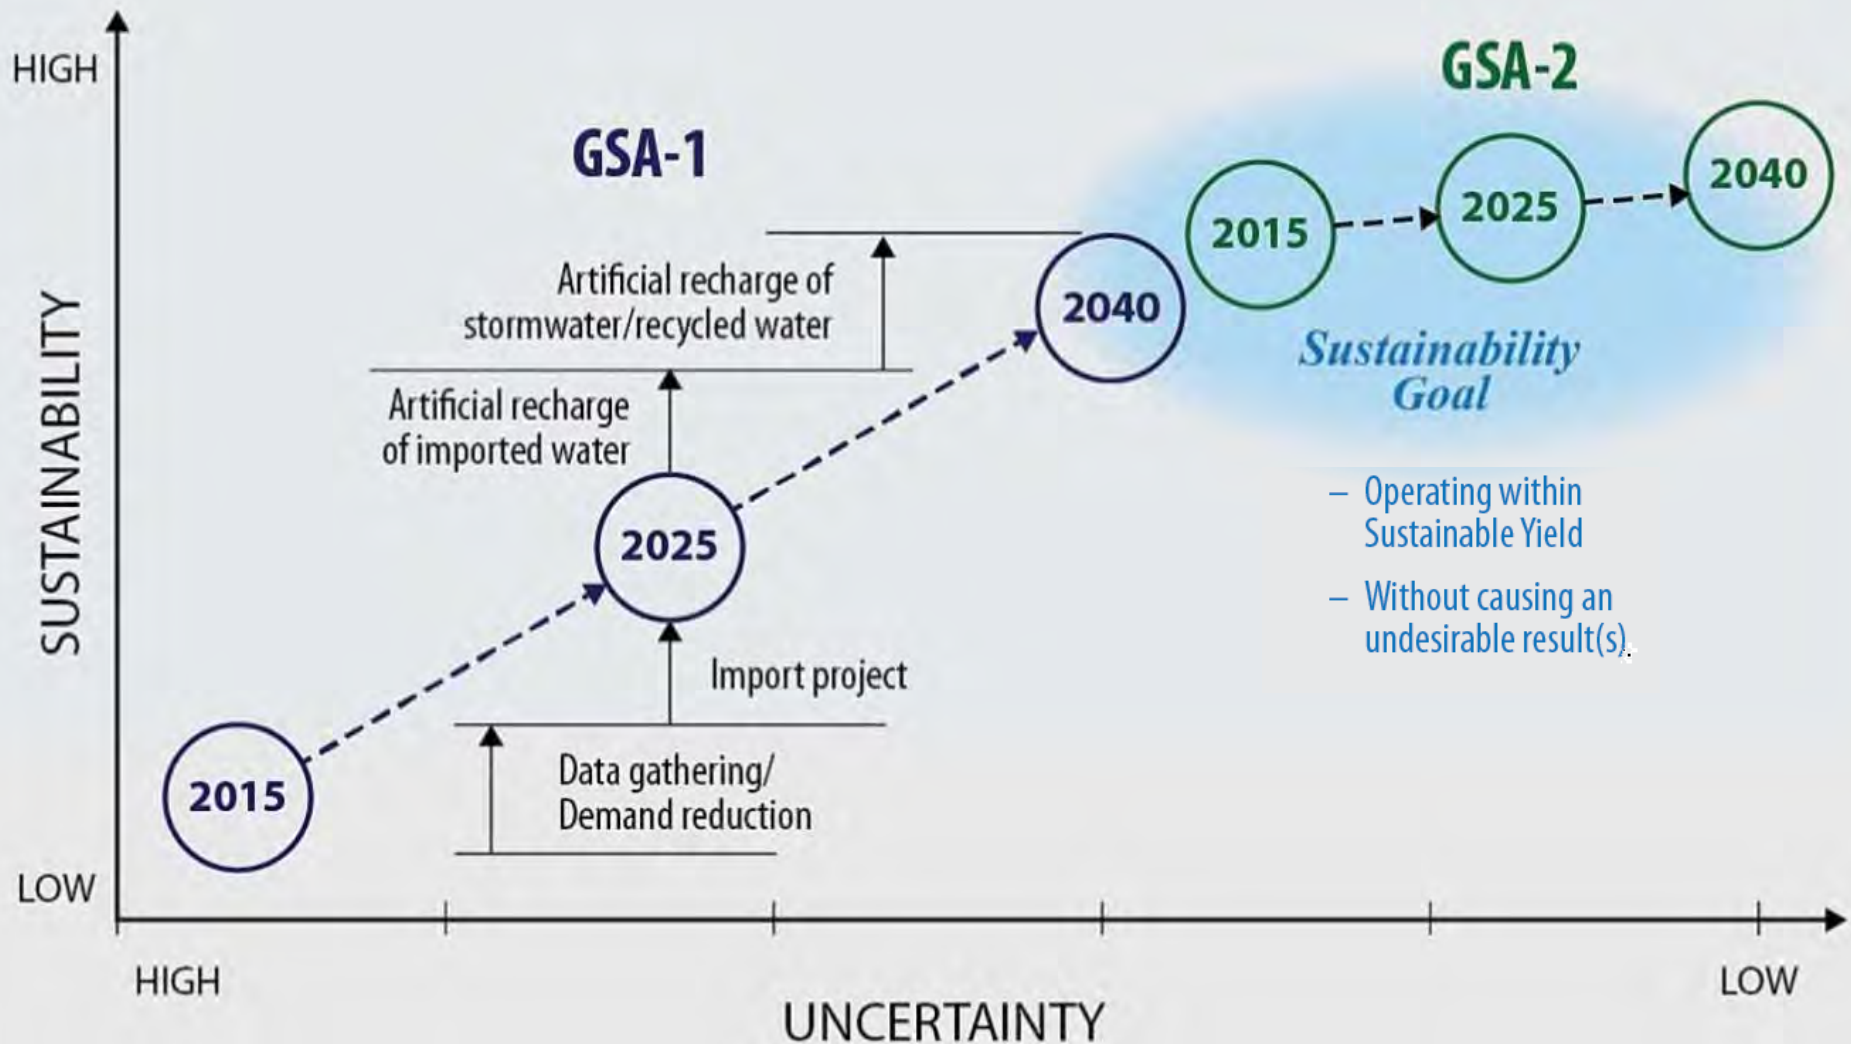 HIGH
SUSTAINABILITY
LOW
GSA-1
GSA-2
2015
2025
2040
2015
2025
2040
Artificial recharge of
stormwater/recycled water
Artificial recharge
of imported water
Import project
Data gathering/
Demand reduction
Sustainability
Goal
– Operating within
Sustainable Yield
– Without causing an
undesirable result(s).
HIGH
LOW
UNCERTAINTY